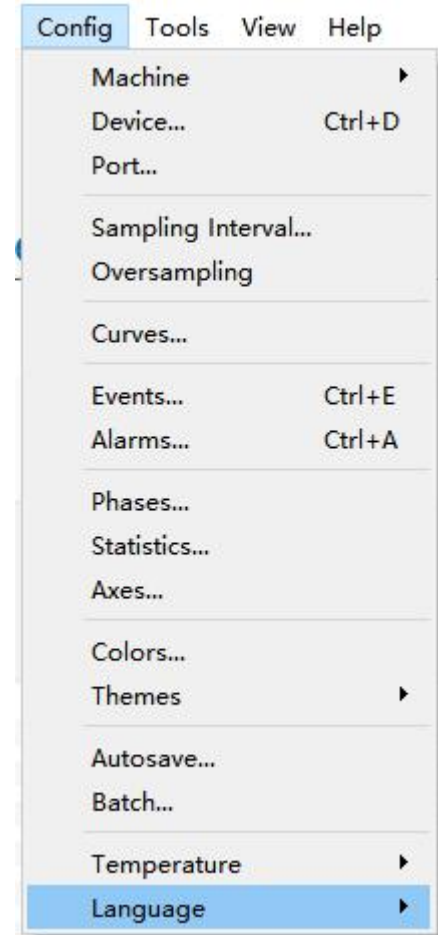 Config Tools View Help
Machine
Device... Ctrl+D
Port...
Sampling Interval...
Oversampling
Curves...
Events... Ctrl+E
Alarms... Ctrl+A
Phases...
Statistics...
Axes...
Colors...
Themes
Autosave...
Batch...
Temperature
Language